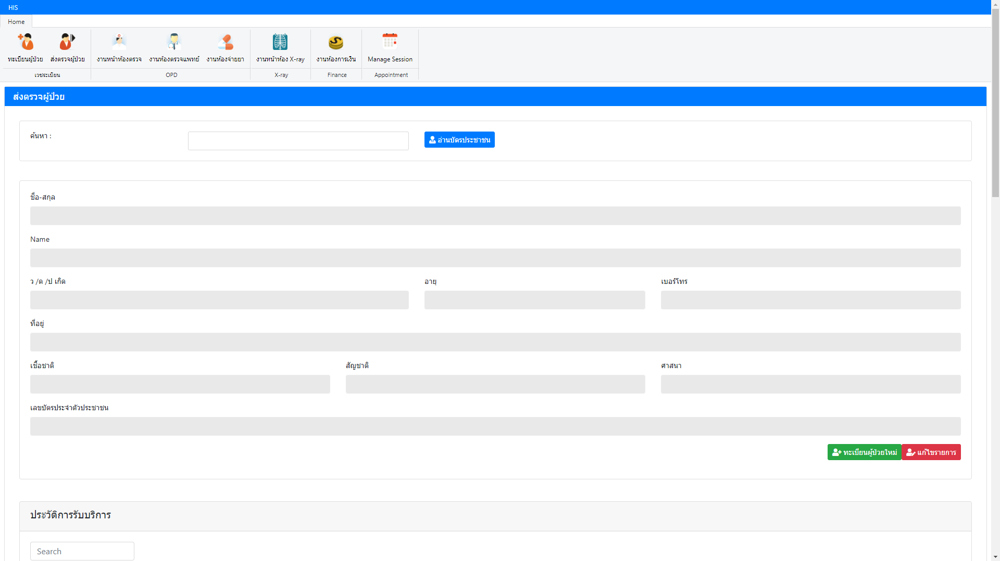 HIS
Home
ทะเบียนผู้ป่วย ส่งตรวจผู้ป่วย งานหน้าห้องตรวจ งานห้องตรวจแพทย์ งานห้องจ่ายยา งานหน้าห้อง X-ray งานห้องการเงิน Manage Session
เวชระเบียน OPD X-ray Finance Appointment
ส่งตรวจผู้ป่วย
ค้นหา : อ่านบัตรประชาชน
ชื่อ-สกุล
Name
ว /ด /ป เกิด อายุ เบอร์โทร
ที่อยู่
เชื้อชาติ สัญชาติ ศาสนา
เลขบัตรประจำตัวประชาชน
ทะเบียนผู้ป่วยใหม่ แก้ไขรายการ
ประวัติการรับบริการ
Search